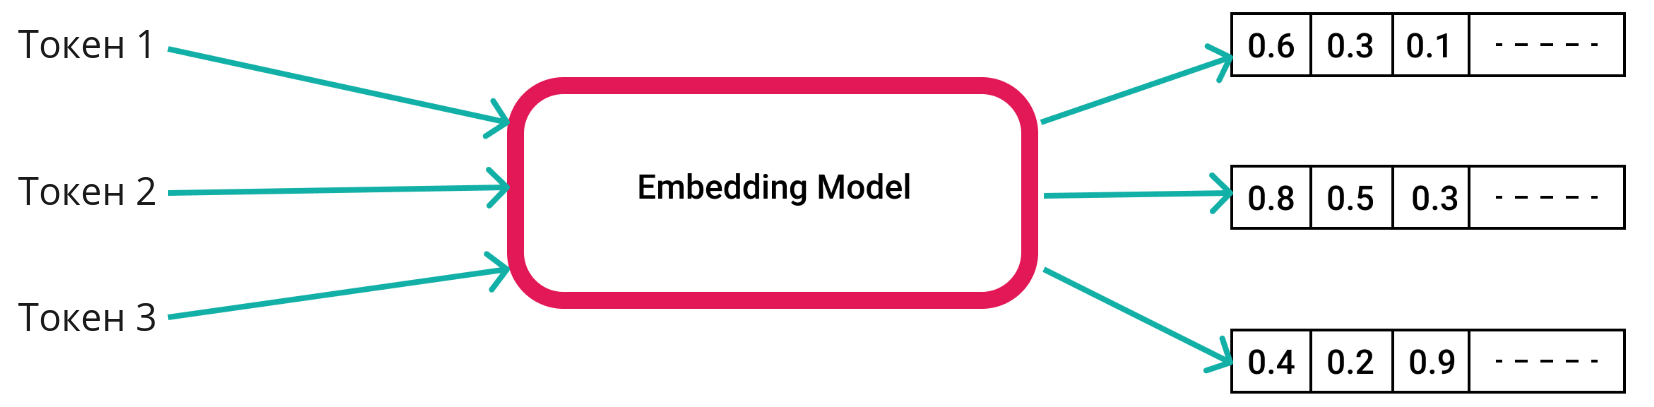 Токен 1
Токен 2
Токен 3
Embedding Model
0.6 0.3 0.1 - - - - -
0.8 0.5 0.3 - - - - -
0.4 0.2 0.9 - - - - -